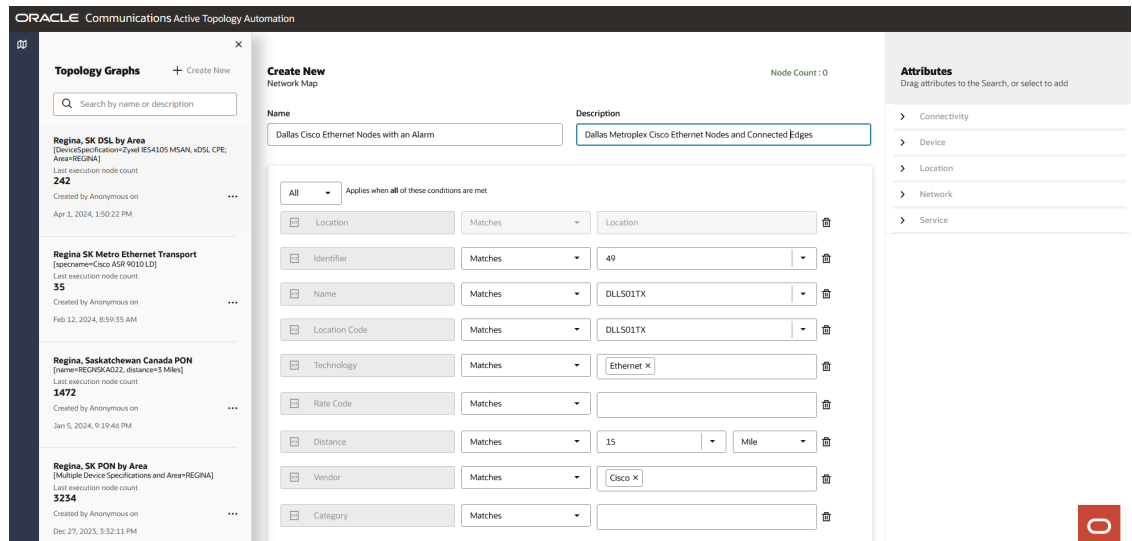 ORACLE Communications Active Topology Automation
Topology Graphs
+ Create New
Search by name or description
Regina, SK DSL by Area
[DeviceSpecification=Zyxel IES4105 MSAN, xDSL CPE;
Area=REGINA]
Last execution node count
242
Created by Anonymous on
Apr 1, 2024, 1:50:22 PM
Regina SK Metro Ethernet Transport
[specname=Cisco ASR 9010 LD]
Last execution node count
35
Created by Anonymous on
Feb 12, 2024, 8:59:35 AM
Regina, Saskatchewan Canada PON
[name=REGNSKA022, distance=3 Miles]
Last execution node count
1472
Created by Anonymous on
Jan 5, 2024, 9:19:46 PM
Regina, SK PON by Area
[Multiple Device Specifications and Area=REGINA]
Last execution node count
3234
Created by Anonymous on
Dec 27, 2023, 3:32:11 PM
Create New
Network Map
Node Count : 0
Name
Description
Dallas Cisco Ethernet Nodes with an Alarm
Dallas Metroplex Cisco Ethernet Nodes and Connected Edges
All
Applies when all of these conditions are met
Location Matches Location
Identifier Matches 49
Name Matches DLLS01TX
Location Code Matches DLLS01TX
Technology Matches Ethernet ×
Rate Code Matches
Distance Matches 15 Mile
Vendor Matches Cisco ×
Category Matches
Attributes
Drag attributes to the Search, or select to add
Connectivity
Device
Location
Network
Service